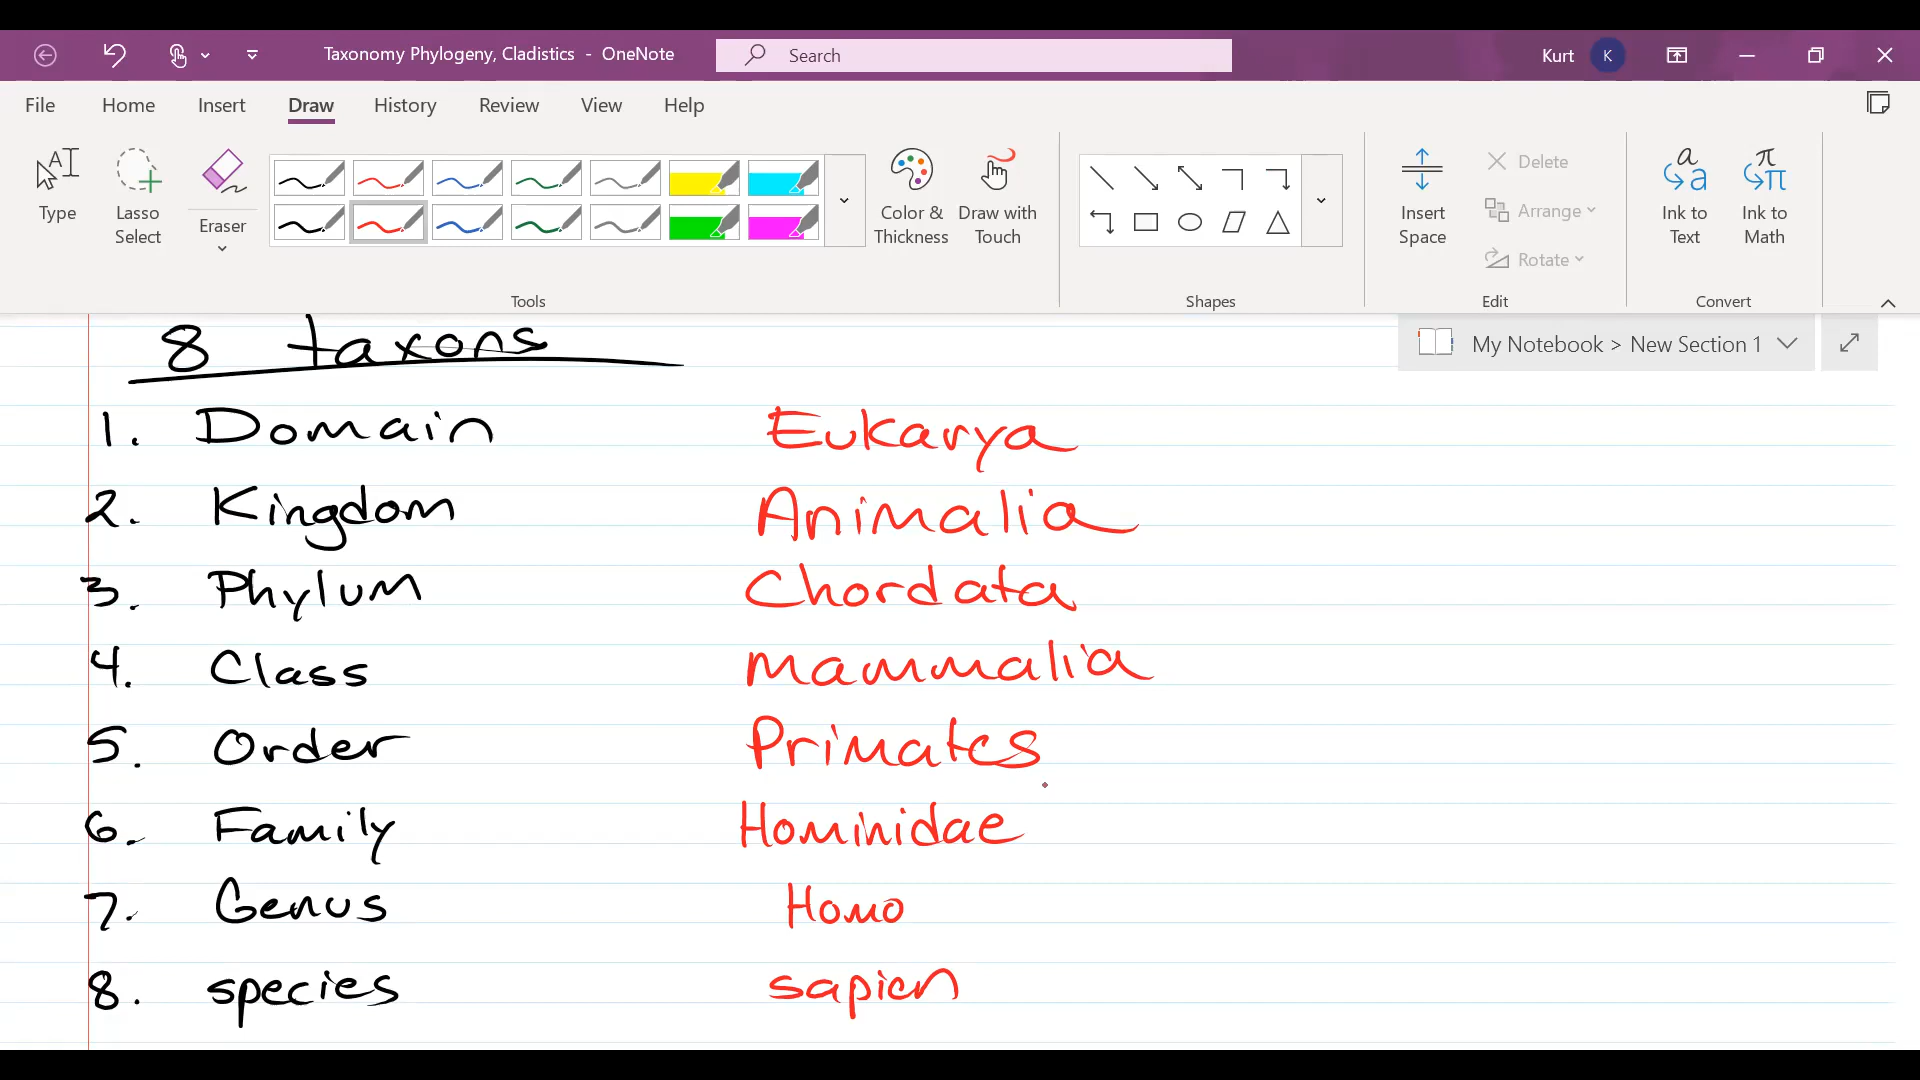 Taxonomy Phylogeny, Cladistics - OneNote
Search
Kurt K
File Home Insert Draw History Review View Help
Type
Lasso Select
Eraser
Color & Thickness
Draw with Touch
Insert Space
Delete
Arrange
Rotate
Ink to Text
Ink to Math
Tools Shapes Edit Convert
My Notebook > New Section 1
8 taxons
1. Domain Eukarya
2. Kingdom Animalia
3. Phylum Chordata
4. Class Mammalia
5. Order Primates
6. Family Hominidae
7. Genus Homo
8. species sapien